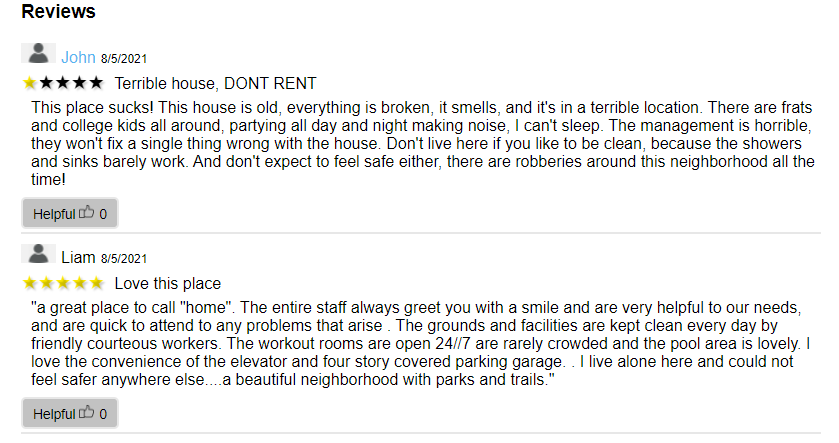 Reviews
John 8/5/2021
Terrible house, DONT RENT
This place sucks! This house is old, everything is broken, it smells, and it's in a terrible location. There are frats
and college kids all around, partying all day and night making noise, I can't sleep. The management is horrible,
they won't fix a single thing wrong with the house. Don't live here if you like to be clean, because the showers
and sinks barely work. And don't expect to feel safe either, there are robberies around this neighborhood all the
time!
Helpful 0
Liam 8/5/2021
Love this place
"a great place to call "home". The entire staff always greet you with a smile and are very helpful to our needs,
and are quick to attend to any problems that arise . The grounds and facilities are kept clean every day by
friendly courteous workers. The workout rooms are open 24//7 are rarely crowded and the pool area is lovely. I
love the convenience of the elevator and four story covered parking garage. . I live alone here and could not
feel safer anywhere else....a beautiful neighborhood with parks and trails."
Helpful 0